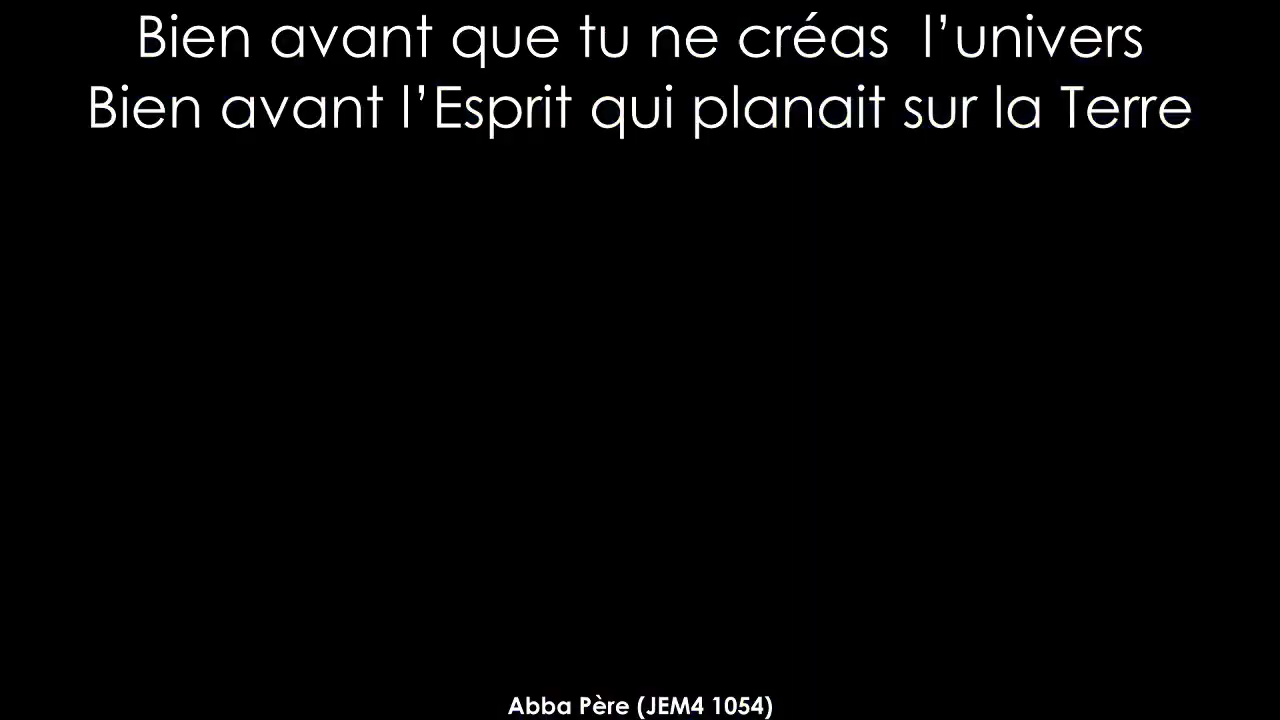 Bien avant que tu ne créas  l’univers
Bien avant l’Esprit qui planait sur la Terre
Abba Père (JEM4 1054)